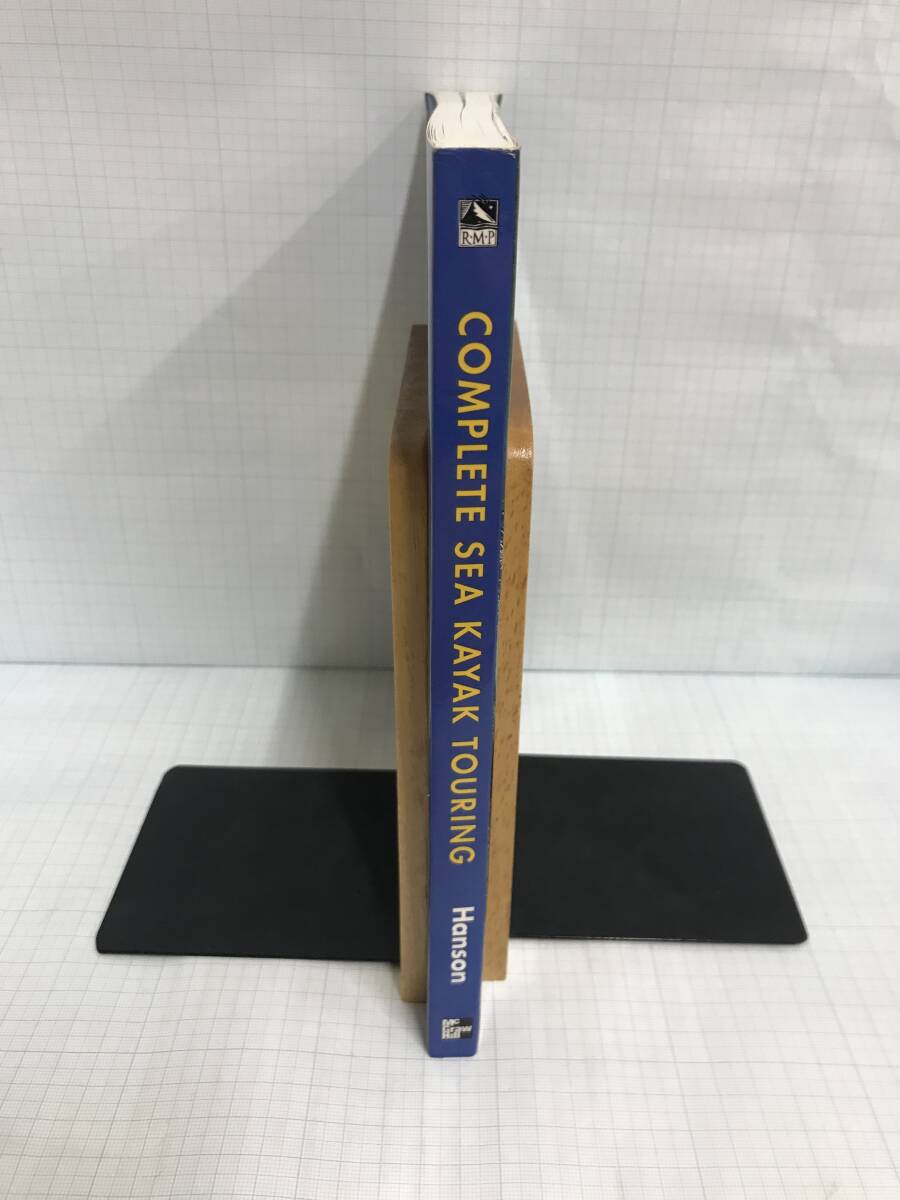 R·M·P
COMPLETE SEA KAYAK TOURING
Hanson
Mc
Graw
Hill